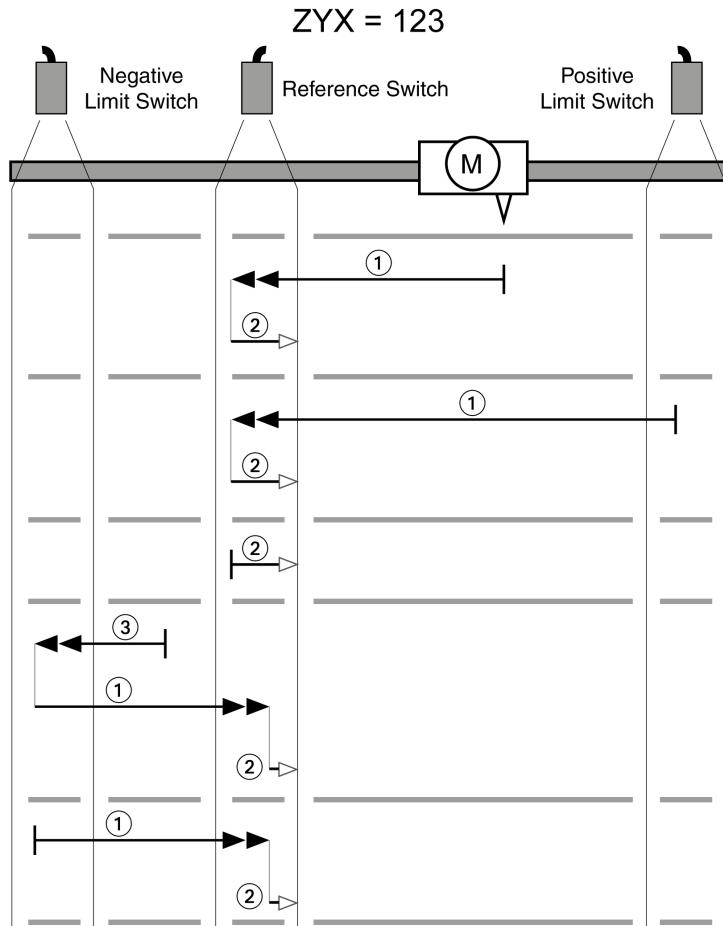 ZYX = 123
Negative
Limit Switch
Reference Switch
Positive
Limit Switch
M
1
2
1
2
2
3
1
2
1
2